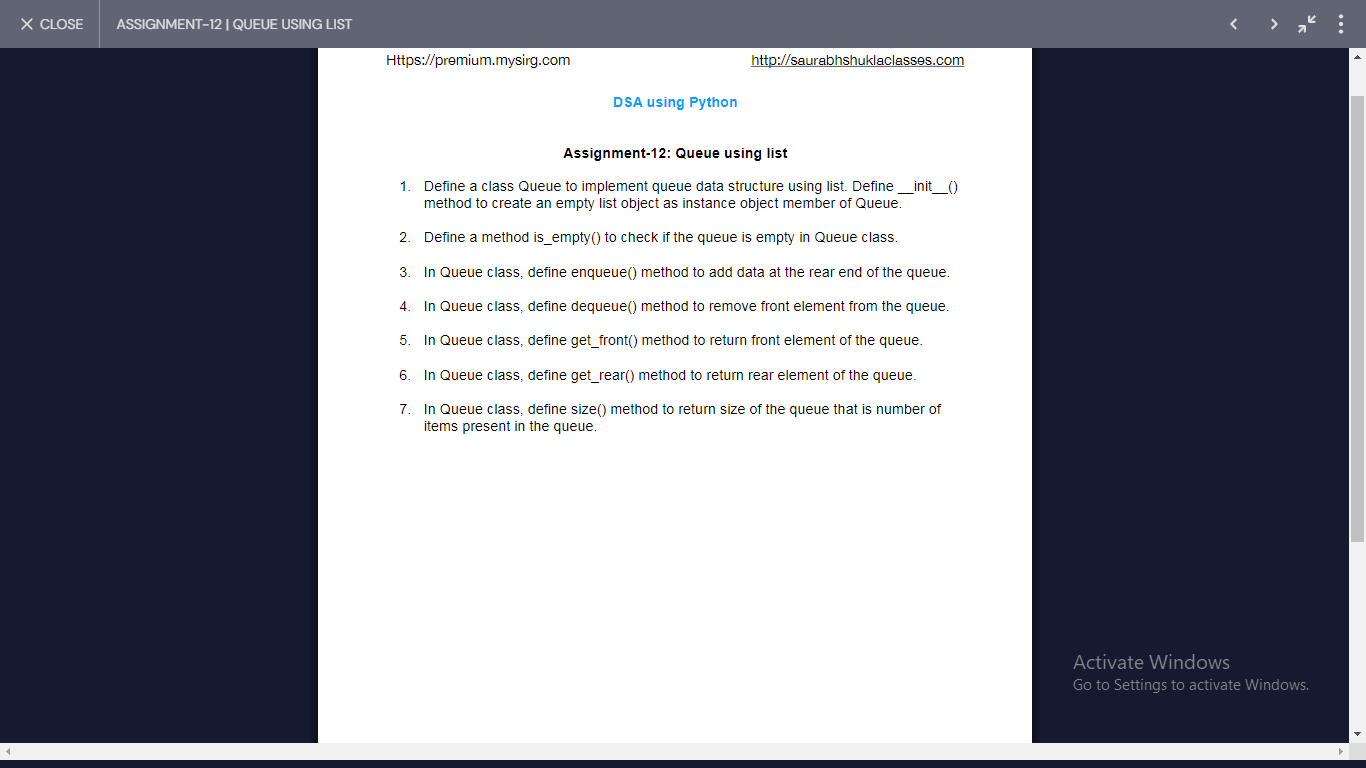 CLOSE
ASSIGNMENT-12 | QUEUE USING LIST
Https://premium.mysirg.com
http://saurabhshuklaclasses.com
DSA using Python
Assignment-12: Queue using list
1. Define a class Queue to implement queue data structure using list. Define __init__()
method to create an empty list object as instance object member of Queue.
2. Define a method is_empty() to check if the queue is empty in Queue class.
3. In Queue class, define enqueue() method to add data at the rear end of the queue.
4. In Queue class, define dequeue() method to remove front element from the queue.
5. In Queue class, define get_front() method to return front element of the queue.
6. In Queue class, define get_rear() method to return rear element of the queue.
7. In Queue class, define size() method to return size of the queue that is number of
items present in the queue.
Activate Windows
Go to Settings to activate Windows.